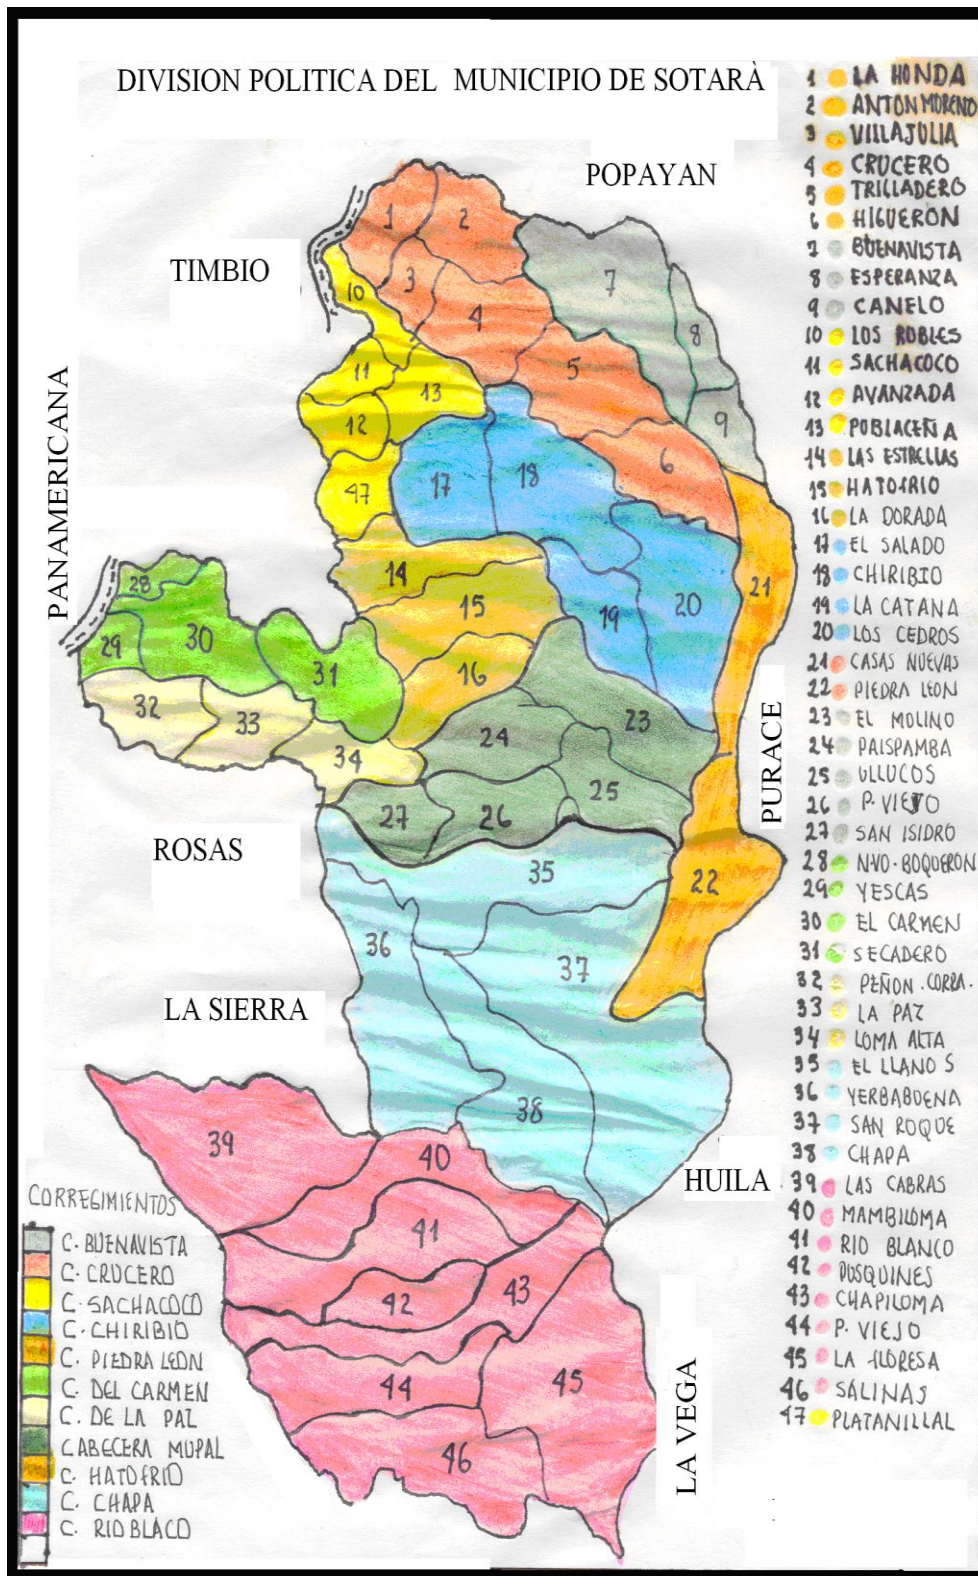 DIVISION POLITICA DEL MUNICIPIO DE SOTARÀ
POPAYAN
TIMBIO
PANAMERICANA
PURACE
ROSAS
LA SIERRA
HUILA
LA VEGA
1
2
3
4
5
6
7
8
9
10
11
12
13
47
17
18
14
15
16
19
20
21
28
29
30
31
32
33
34
23
24
25
26
27
22
35
36
37
38
39
40
41
42
43
44
45
46
1 LA HONDA
2 ANTON MORENO
3 VILLAJULIA
4 CRUCERO
5 TRILLADERO
6 HIGUERON
7 BUENAVISTA
8 ESPERANZA
9 CANELO
10 LOS ROBLES
11 SACHACOCO
12 AVANZADA
13 POBLACEÑA
14 LAS ESTRELLAS
15 HATOFRIO
16 LA DORADA
17 EL SALADO
18 CHIRIBIO
19 LA CATANA
20 LOS CEDROS
21 CASAS NUEVAS
22 PIEDRA LEON
23 EL MOLINO
24 PAISPAMBA
25 ULLUCOS
26 P. VIEJO
27 SAN ISIDRO
28 NVO-BOQUERON
29 YESCAS
30 EL CARMEN
31 SECADERO
32 PEÑON.CORRA.
33 LA PAZ
34 LOMA ALTA
35 EL LLANO S
36 YERBABUENA
37 SAN ROQUE
38 CHAPA
39 LAS CABRAS
40 MAMBILOMA
41 RIO BLANCO
42 PUSQUINES
43 CHAPILOMA
44 P. VIEJO
45 LA FLORESA
46 SALINAS
47 PLATANILLAL
CORREGIMIENTOS
C. BUENAVISTA
C. CRUCERO
C. SACHACOCO
C. CHIRIBIO
C. PIEDRA LEON
C. DEL CARMEN
C. DE LA PAZ
CABECERA MUPAL
C. HATOFRIO
C. CHAPA
C. RIO BLACO